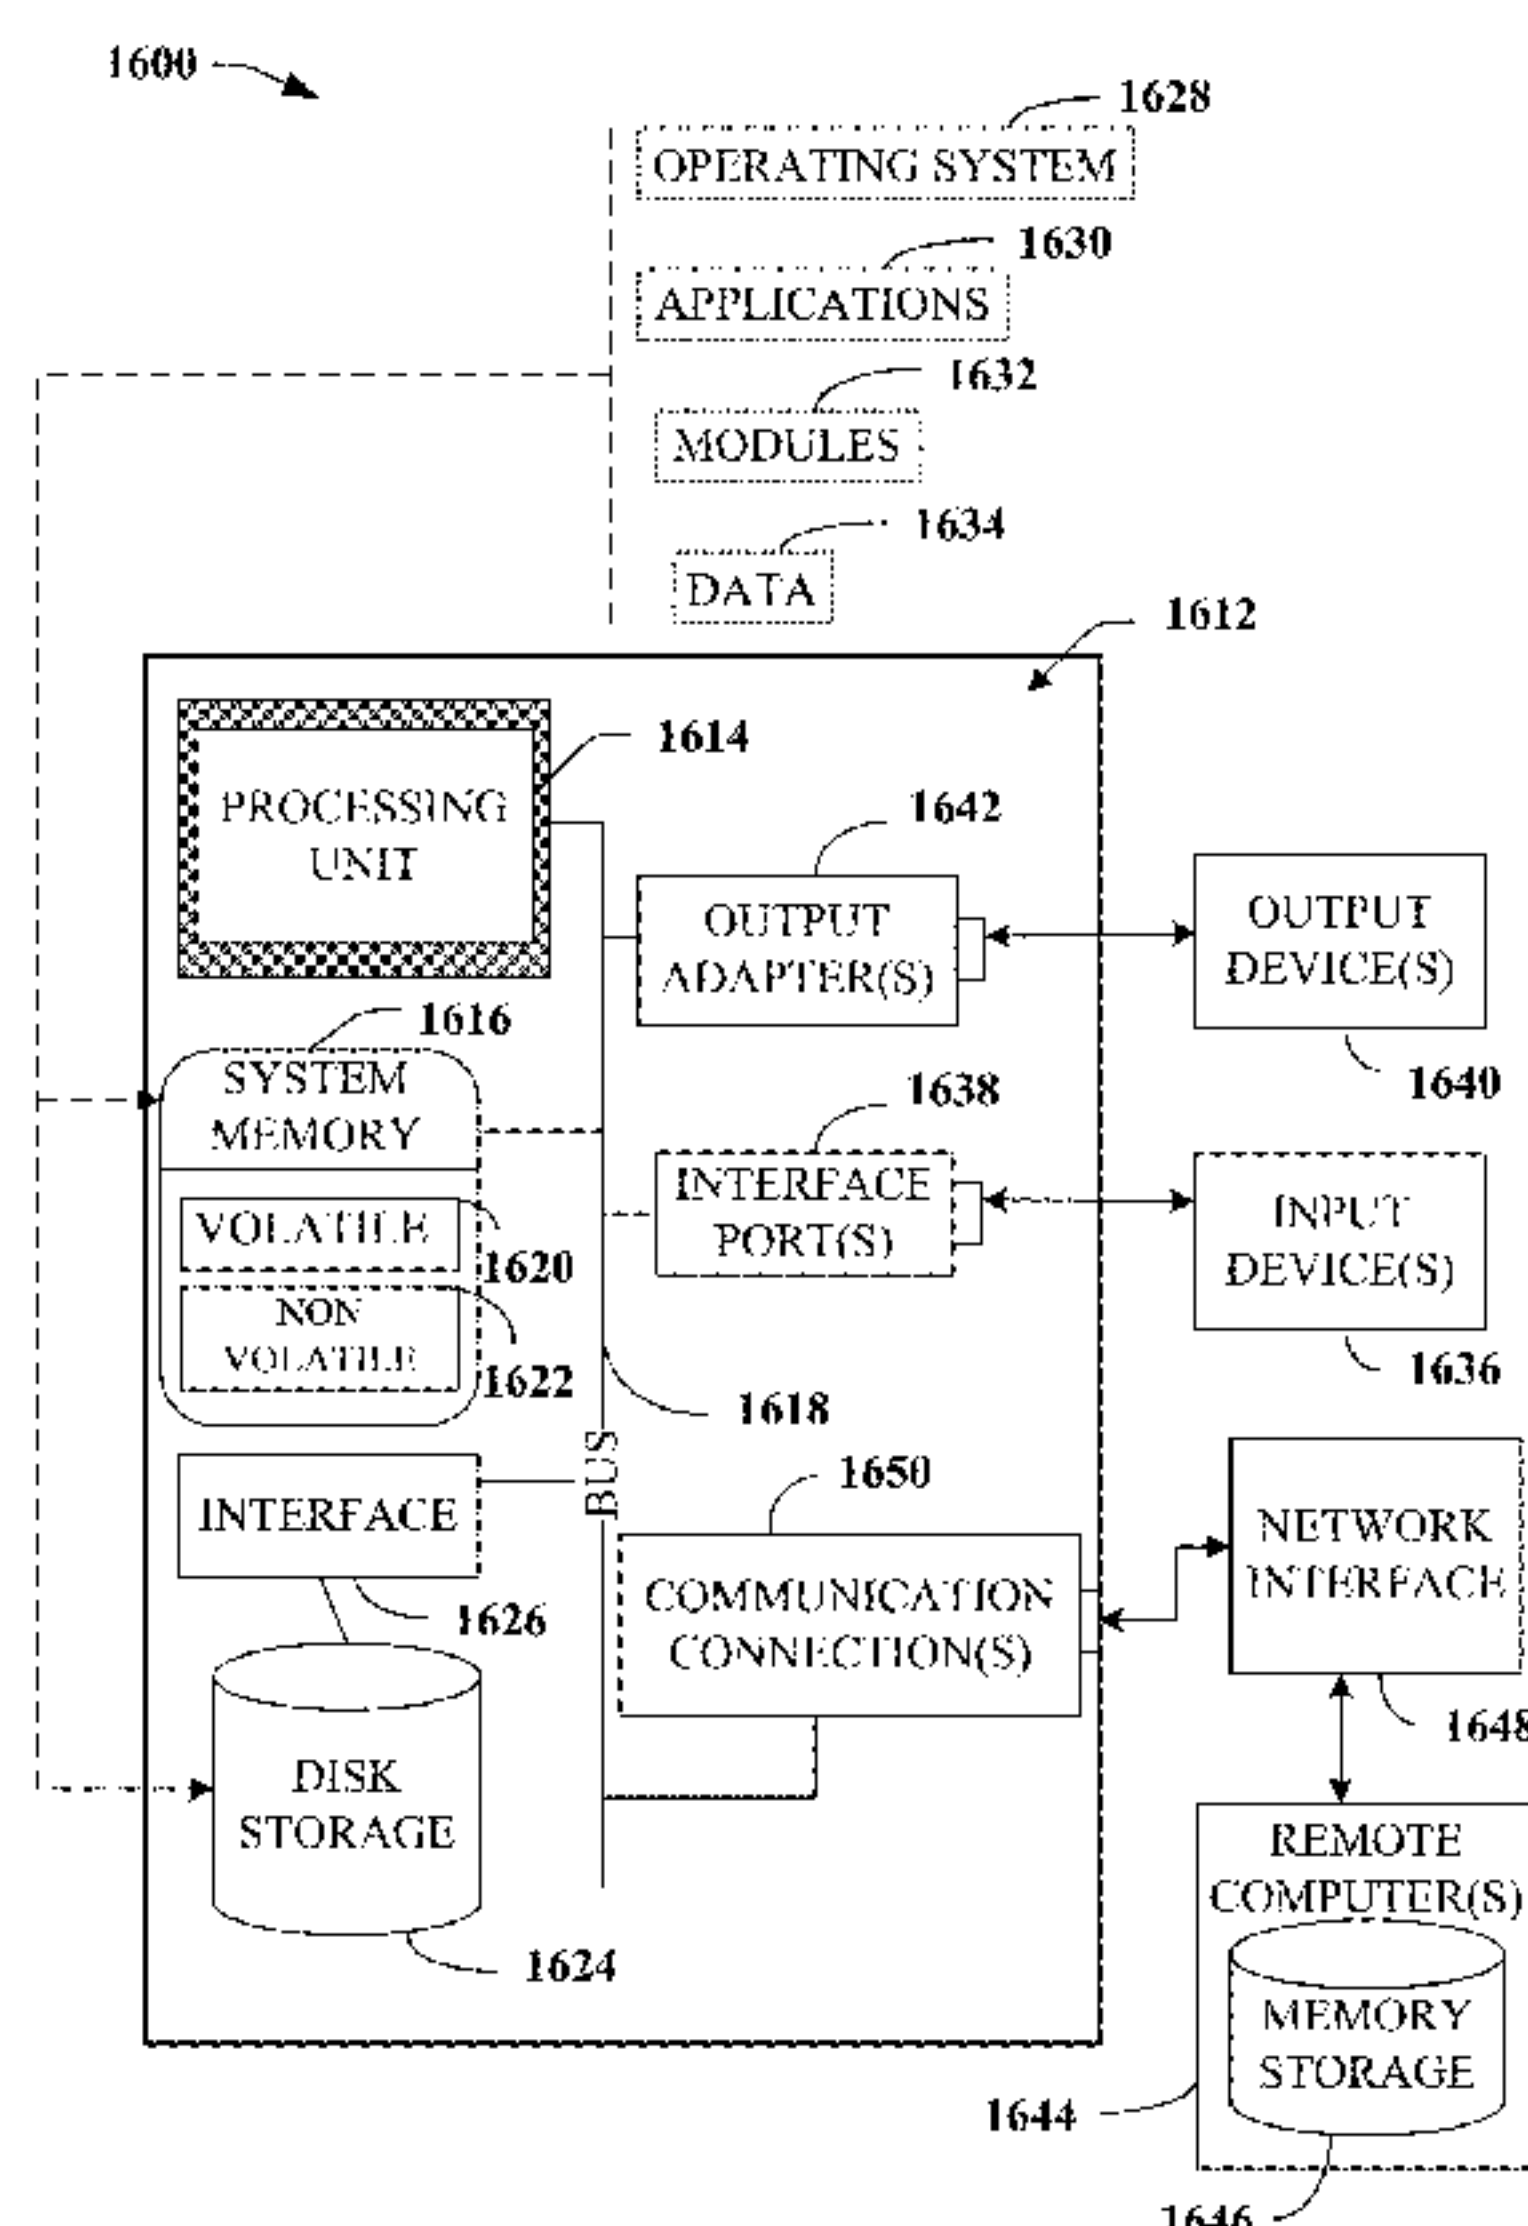 1600
1628
OPERATING SYSTEM
1630
APPLICATIONS
1632
MODULES
1634
DATA
1612
1614
PROCESSING
UNIT
1642
OUTPUT
ADAPTER(S)
OUTPUT
DEVICE(S)
1640
1616
SYSTEM
MEMORY
1638
INTERFACE
PORT(S)
INPUT
DEVICE(S)
1636
VOLATILE
1620
NON
VOLATILE
1622
1618
BUS
INTERFACE
1626
1650
COMMUNICATION
CONNECTION(S)
NETWORK
INTERFACE
1648
DISK
STORAGE
1624
REMOTE
COMPUTER(S)
MEMORY
STORAGE
1644
1646